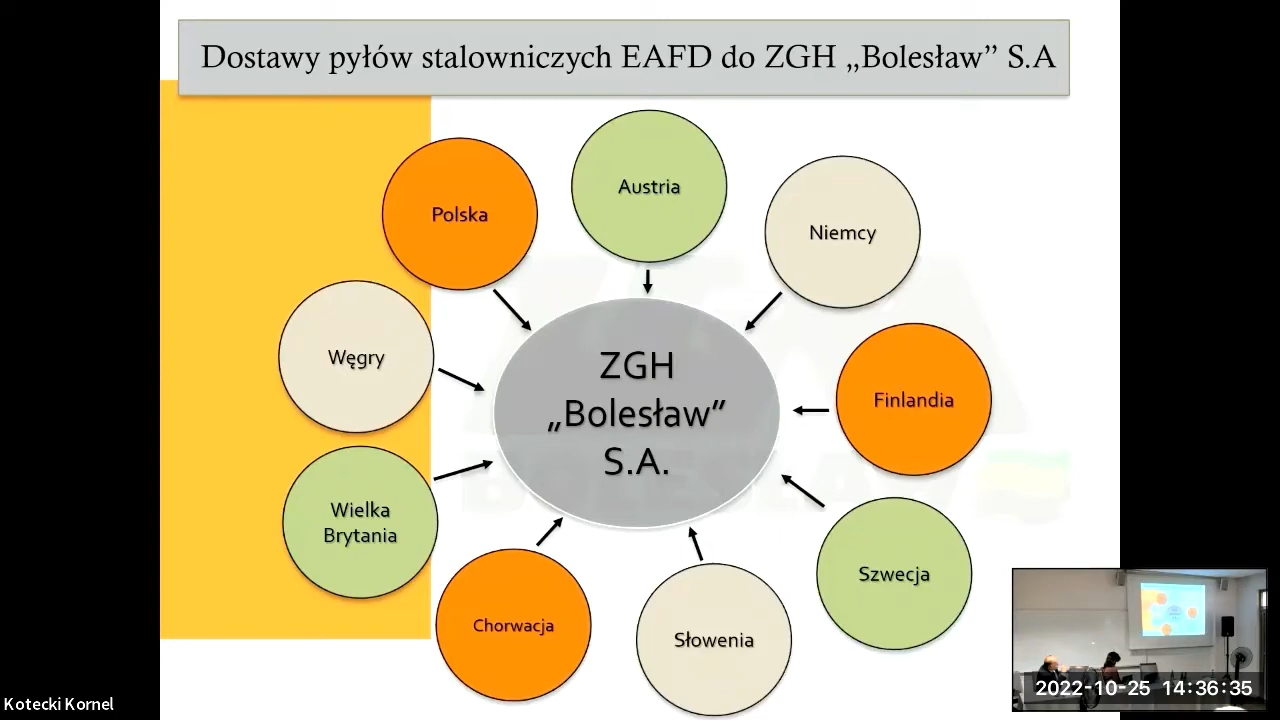 Dostawy pyłów stalowniczych EAFD do ZGH „Bolesław” S.A
Austria
Polska
Niemcy
Węgry
ZGH
„Bolesław”
S.A.
Finlandia
Wielka
Brytania
Szwecja
Chorwacja
Słowenia
BOLESŁAW
2022-10-25 14:36:35
Kotecki Kornel